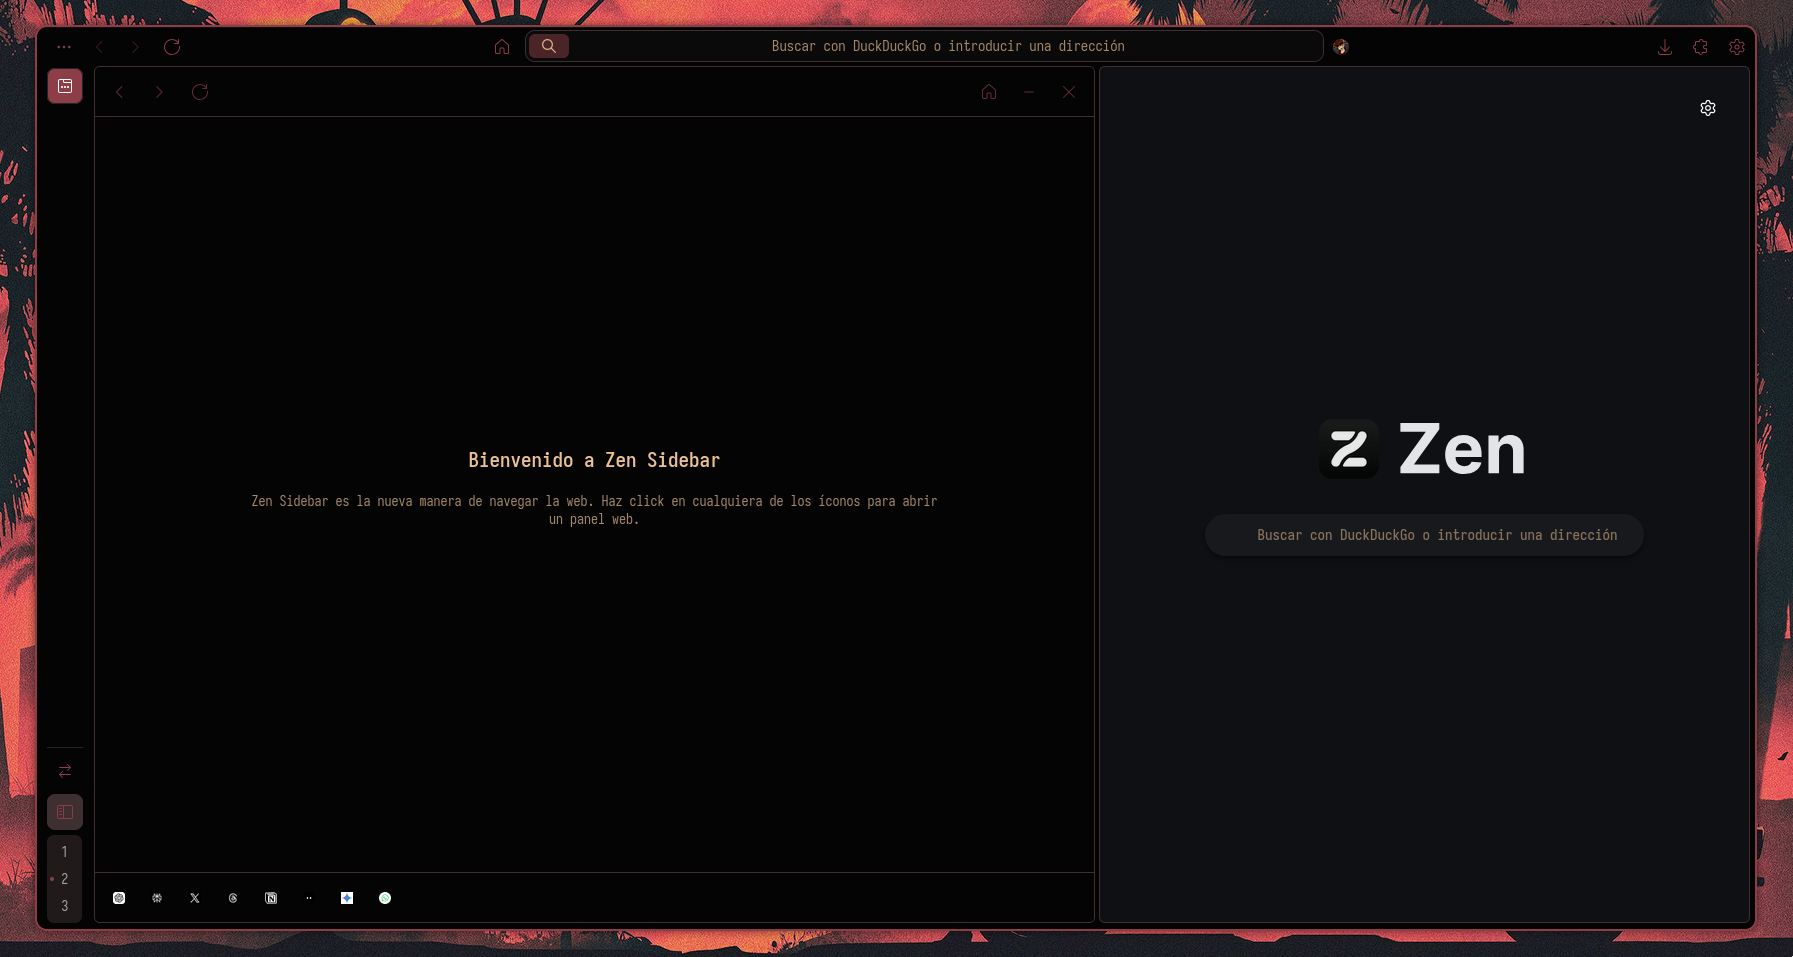 Buscar con DuckDuckGo o introducir una dirección
Bienvenido a Zen Sidebar
Zen Sidebar es la nueva manera de navegar la web. Haz click en cualquiera de los íconos para abrir
un panel web.
Zen
Buscar con DuckDuckGo o introducir una dirección
1
2
3